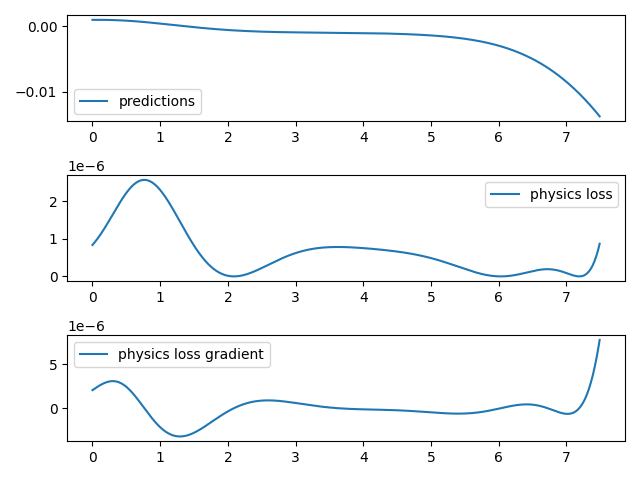 0.00
−0.01
predictions
0 1 2 3 4 5 6 7
1e−6
2
1
0
physics loss
0 1 2 3 4 5 6 7
1e−6
5
0
physics loss gradient
0 1 2 3 4 5 6 7